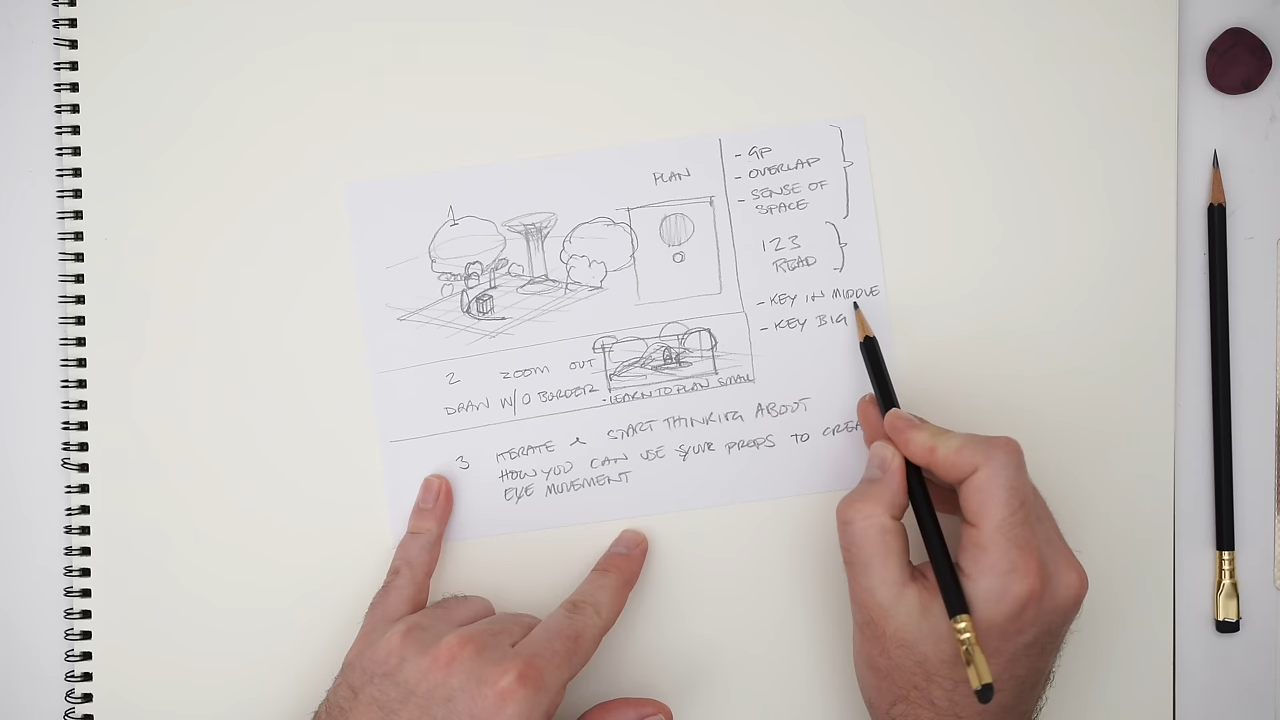 PLAN
- GP
- OVERLAP
- SENSE OF
SPACE
123
READ
- KEY IN MIDDLE
- KEY BIG
2 ZOOM OUT
DRAW W/O BORDER
- LEARN TO PLAN SMALL
3 ITERATE & START THINKING ABOUT
HOW YOU CAN USE YOUR PROPS TO CREA
EYE MOVEMENT